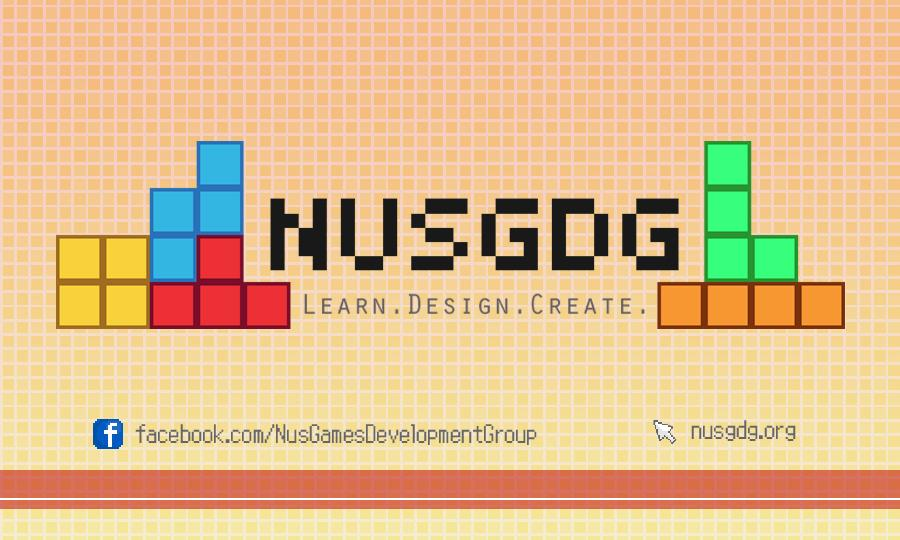 NUSGDG
Learn.Design.Create.
facebook.com/NusGamesDevelopmentGroup
nusgdg.org